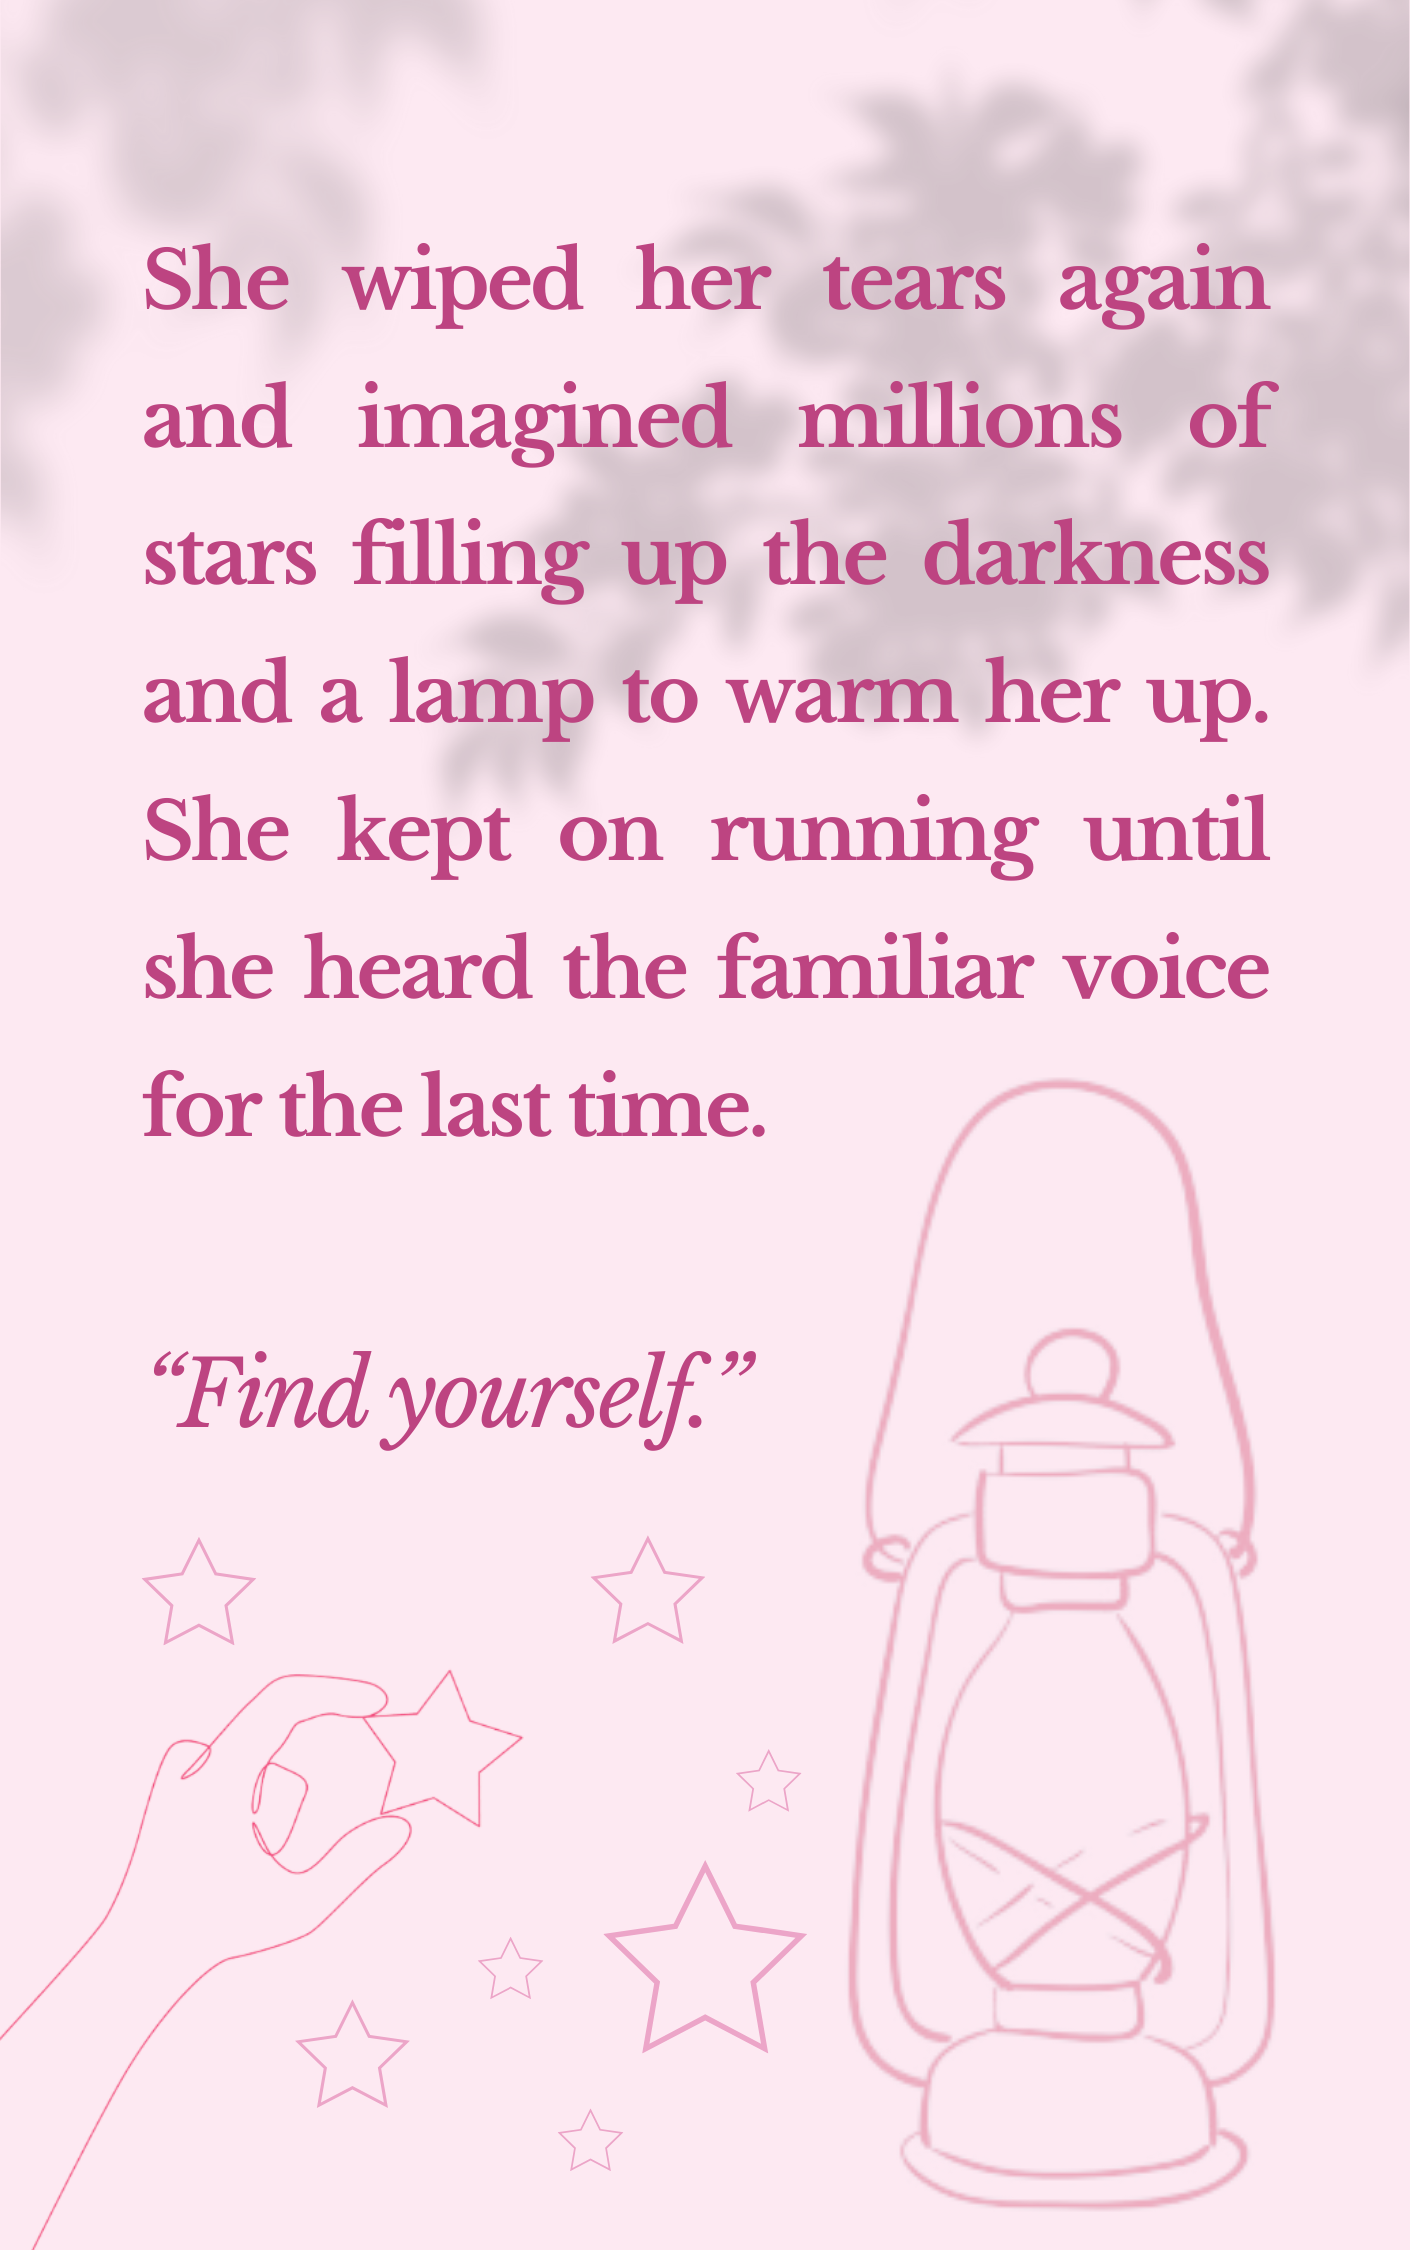 She wiped her tears again
and imagined millions of
stars filling up the darkness
and a lamp to warm her up.
She kept on running until
she heard the familiar voice
for the last time.
“Find yourself.”